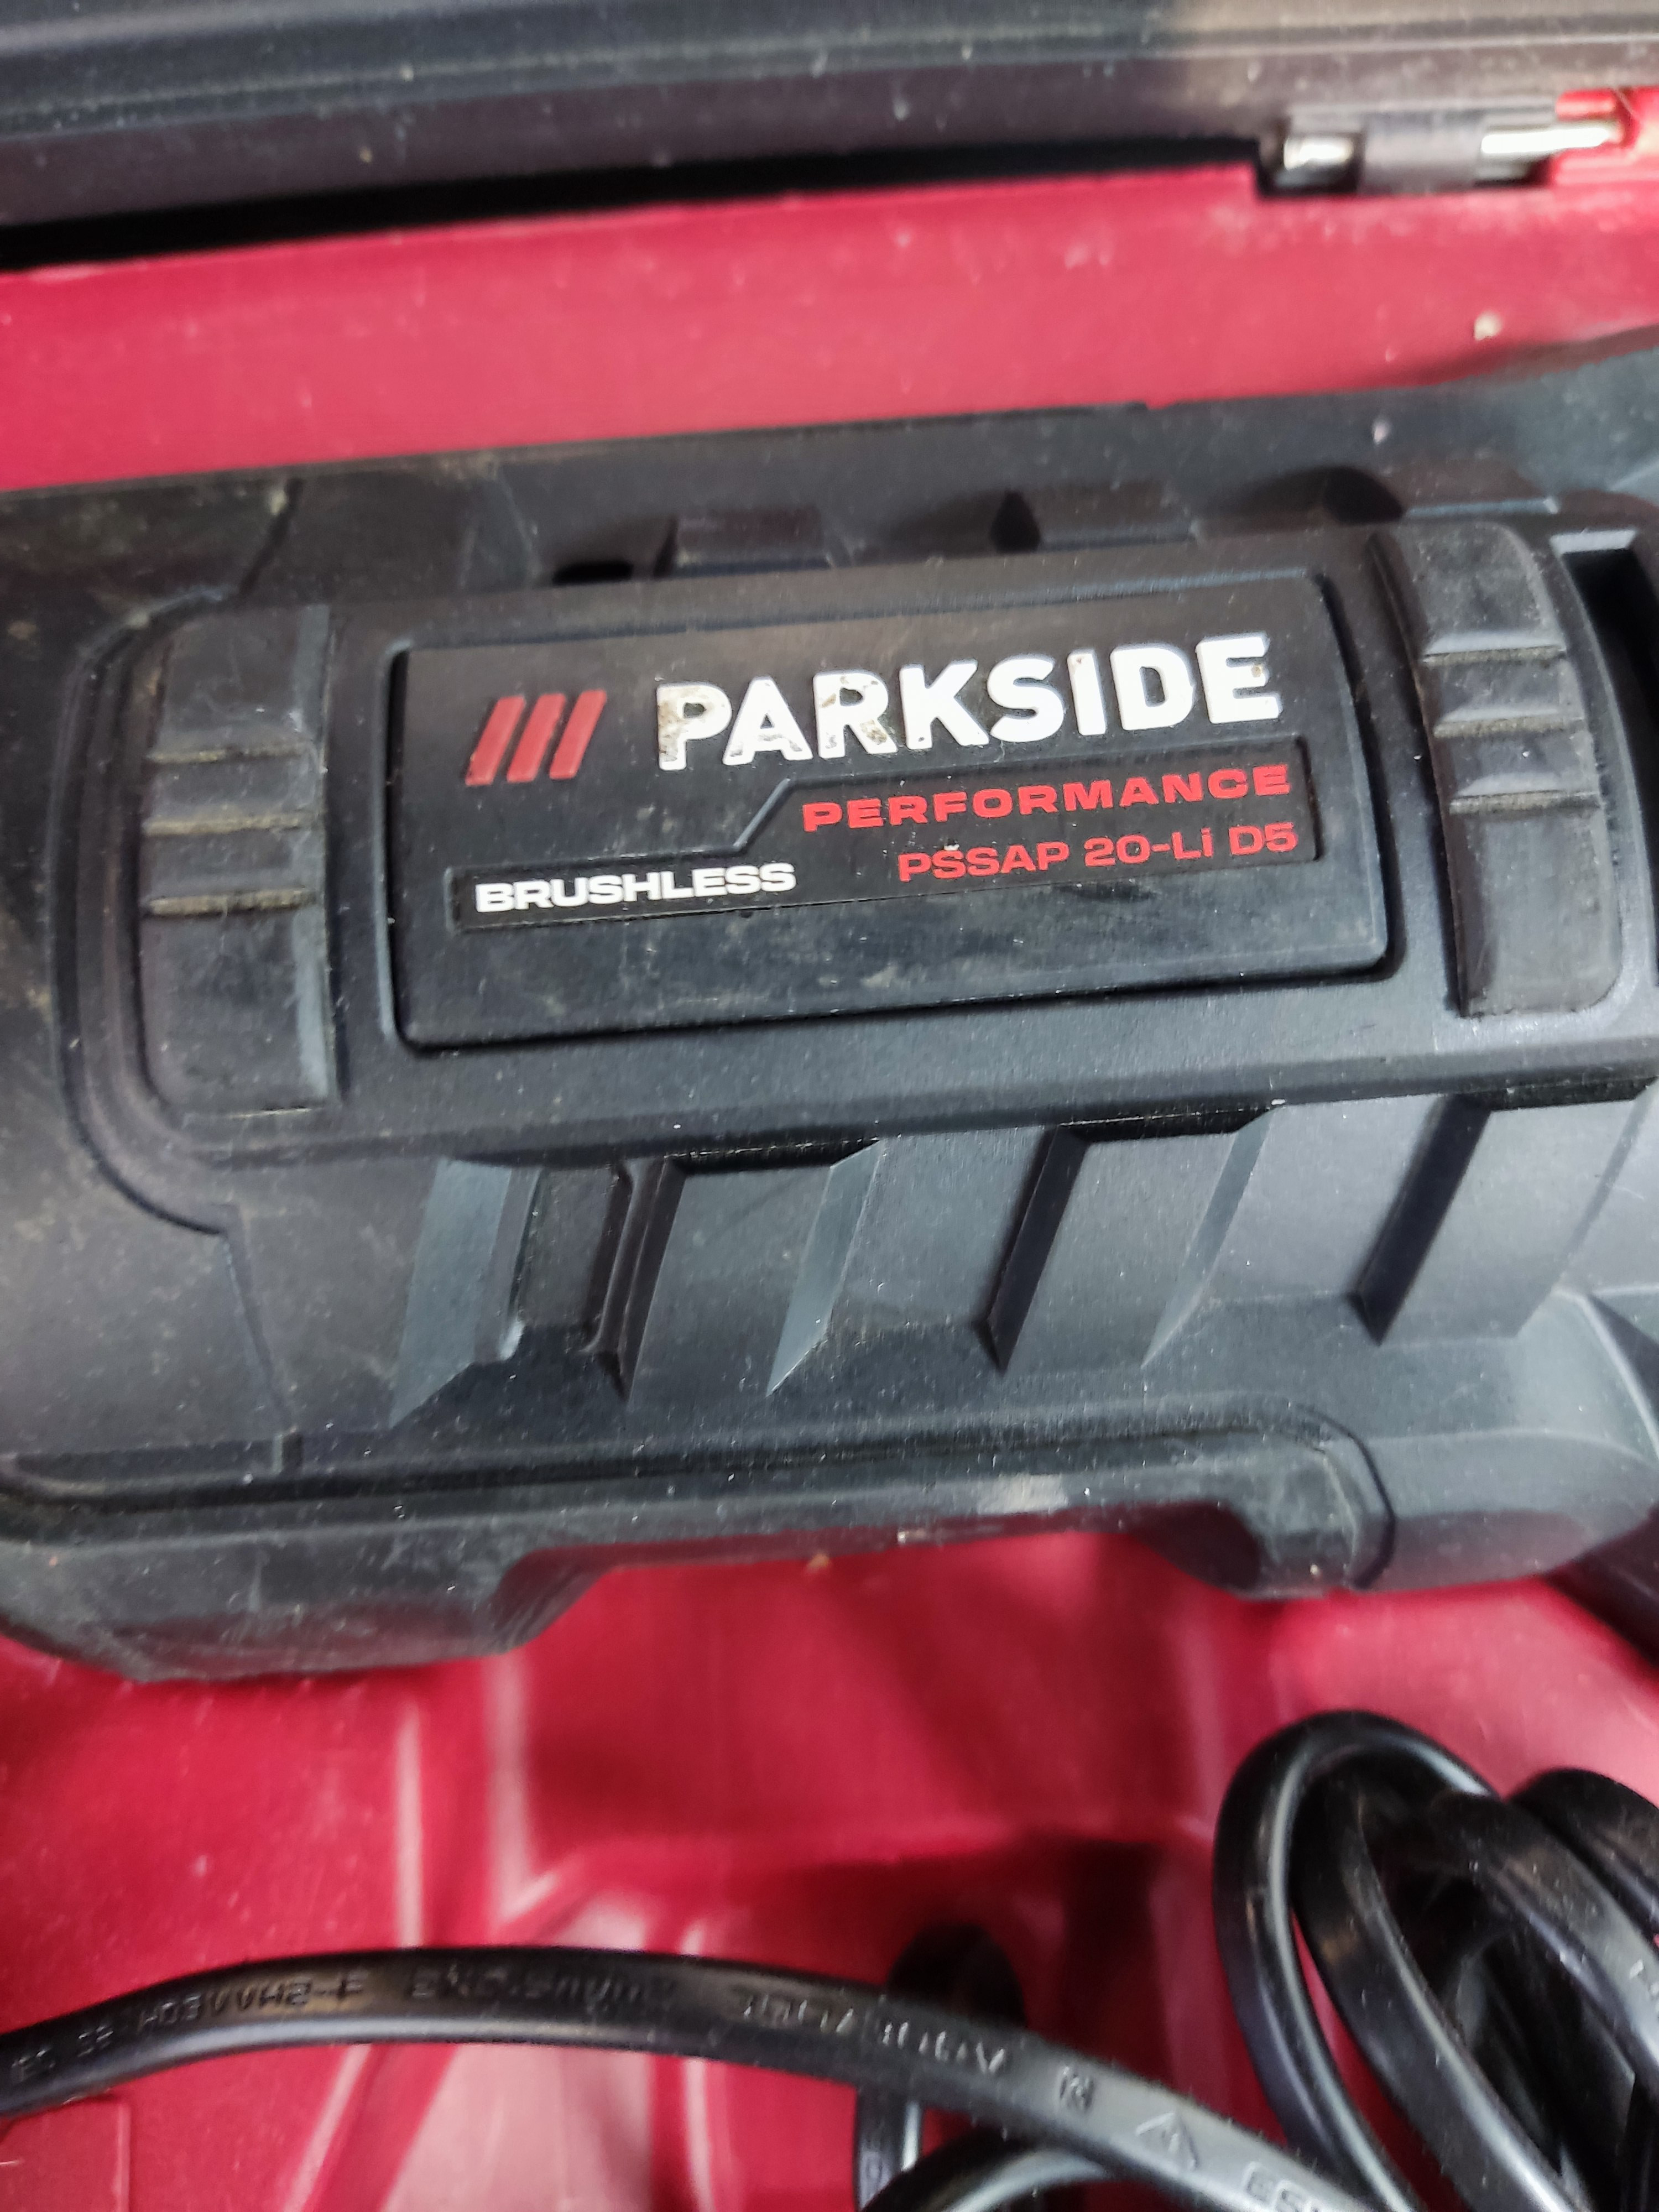 PARKSIDE
PERFORMANCE
BRUSHLESS PSSAP 20-Li D5